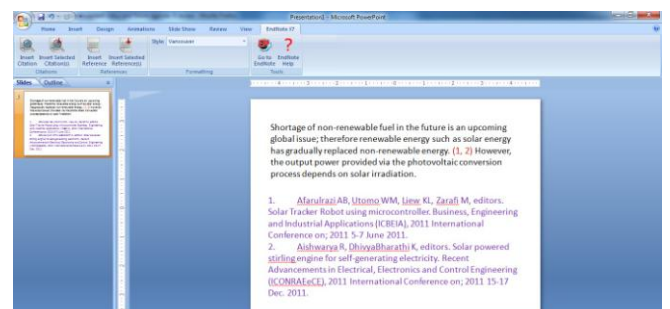 Presentation1 - Microsoft PowerPoint
Home Insert Design Animations Slide Show Review View EndNote X7
Style: Vancouver
Insert Citation
Insert Selected Citation(s)
Insert Reference
Insert Selected Reference(s)
Go to EndNote
EndNote Help
Citations References Formatting Tools
Slides Outline
Shortage of non-renewable fuel in the future is an upcoming
global issue; therefore renewable energy such as solar energy
has gradually replaced non-renewable energy. (1, 2) However,
the output power provided via the photovoltaic conversion
process depends on solar irradiation.
1. Afarulrazi AB, Utomo WM, Liew KL, Zarafi M, editors.
Solar Tracker Robot using microcontroller. Business, Engineering
and Industrial Applications (ICBEIA), 2011 International
Conference on; 2011 5-7 June 2011.
2. Aishwarya R, DhivyaBharathi K, editors. Solar powered
stirling engine for self-generating electricity. Recent
Advancements in Electrical, Electronics and Control Engineering
(ICONRAEeCE), 2011 International Conference on; 2011 15-17
Dec. 2011.